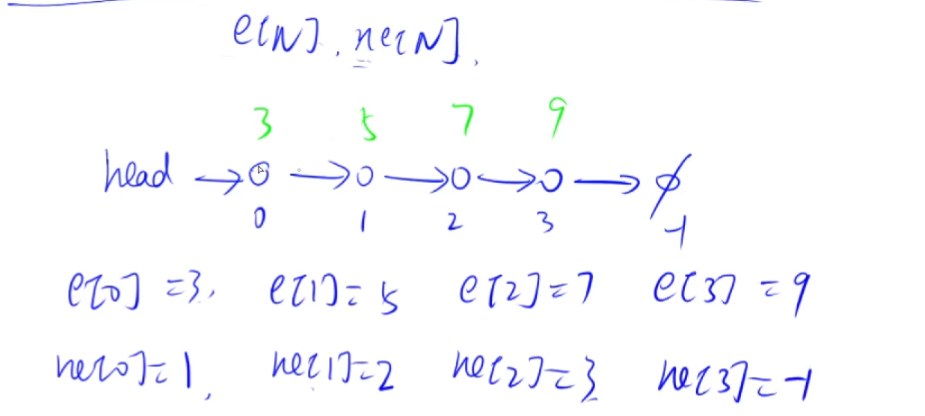 e[N], ne[N],
3 5 7 9
head → o → o → o → o → ∅
0 1 2 3 -1
e[0] = 3, e[1] = 5 e[2] = 7 e[3] = 9
ne[0] = 1, ne[1] = 2 ne[2] = 3 ne[3] = -1